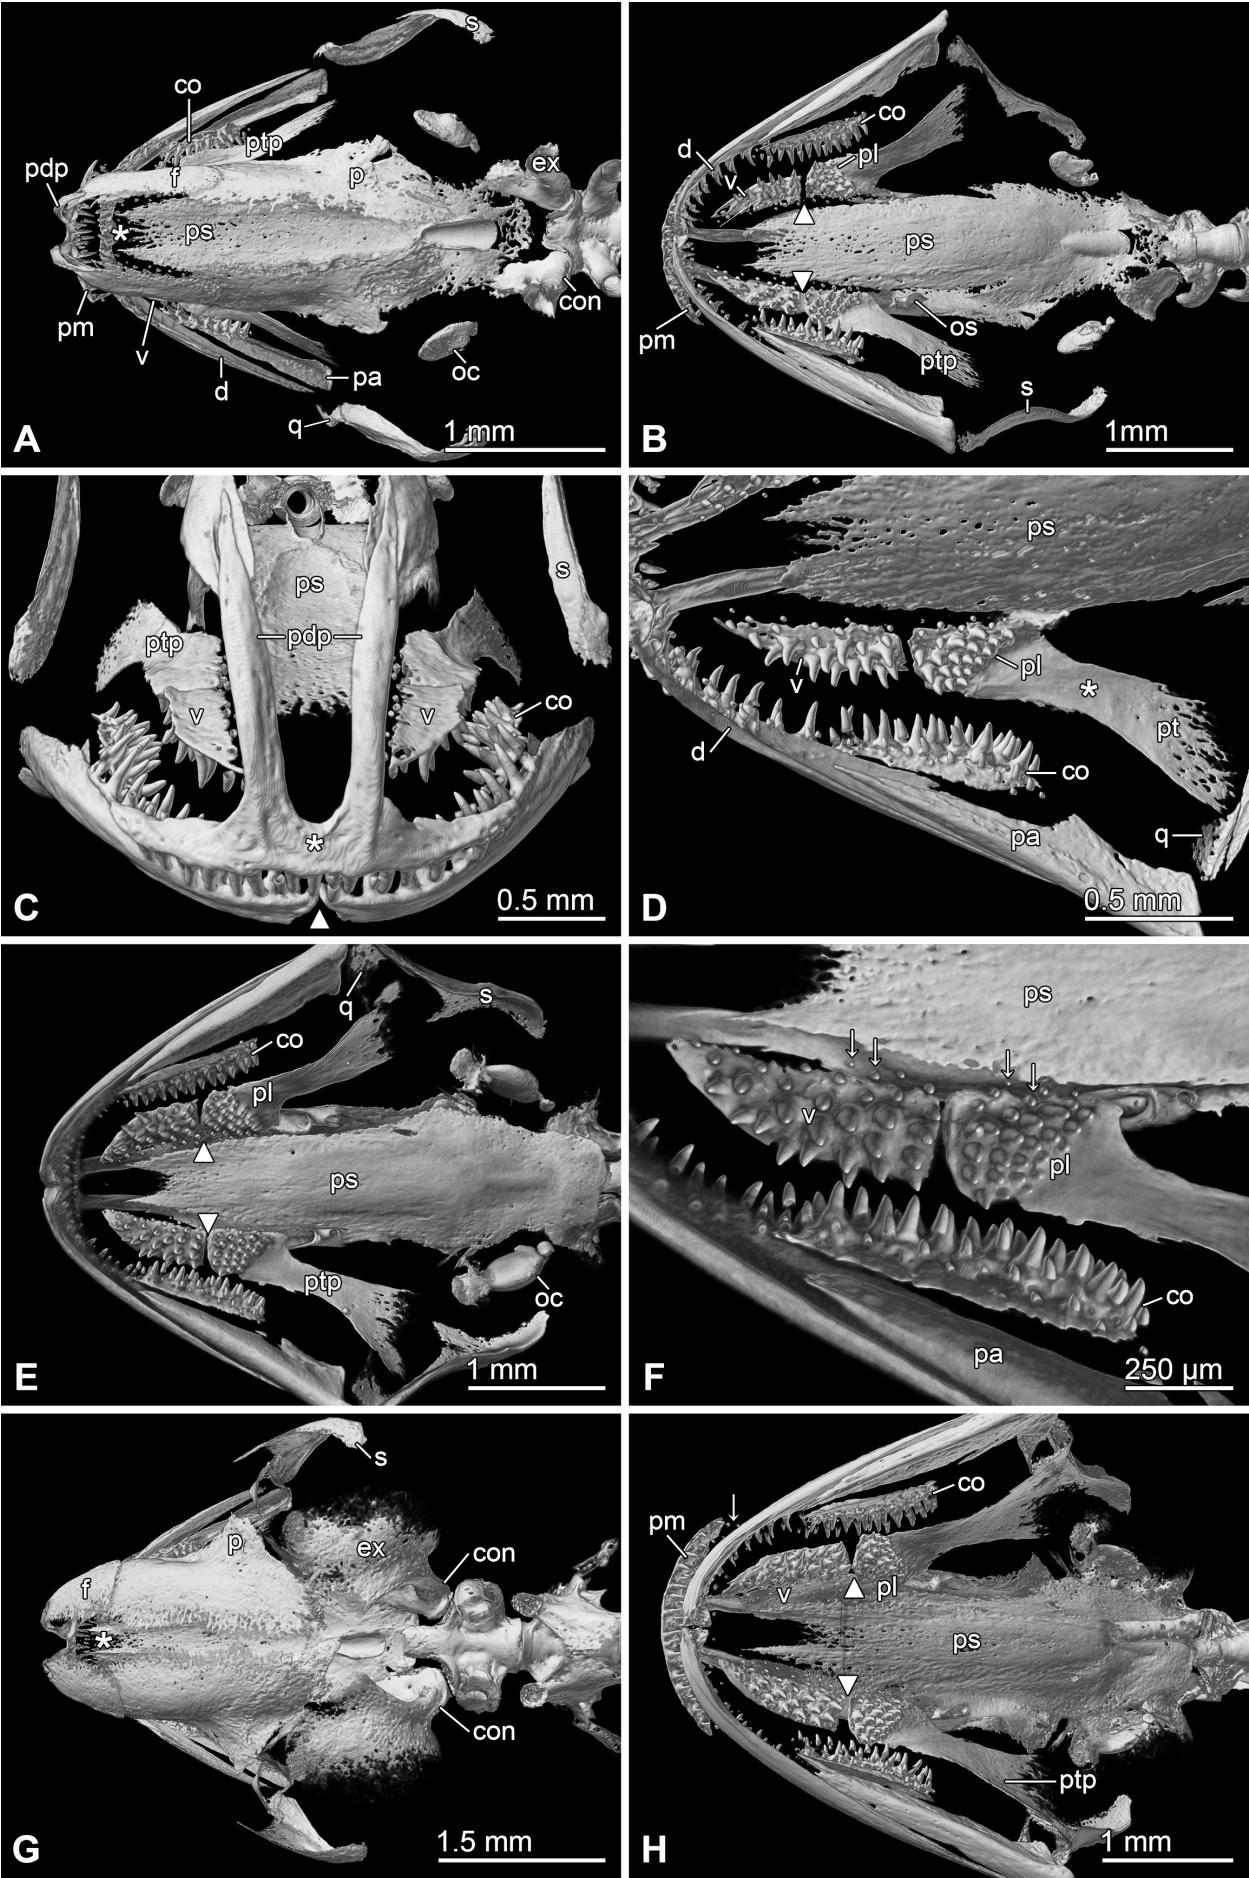 s
co
ptp
pdp
f
p
ex
*
ps
con
pm
v
d
pa
oc
q
A
1 mm
co
d
pl
v
ps
pm
os
ptp
s
B
1mm
ps
s
pdp
ptp
v
v
co
*
C
0.5 mm
ps
v
pl
*
pt
d
co
pa
q
D
0.5 mm
q
s
co
pl
ps
ptp
oc
E
1 mm
ps
v
pl
co
pa
F
250 µm
s
p
ex
con
f
*
con
G
1.5 mm
co
pm
v
pl
ps
ptp
H
1 mm